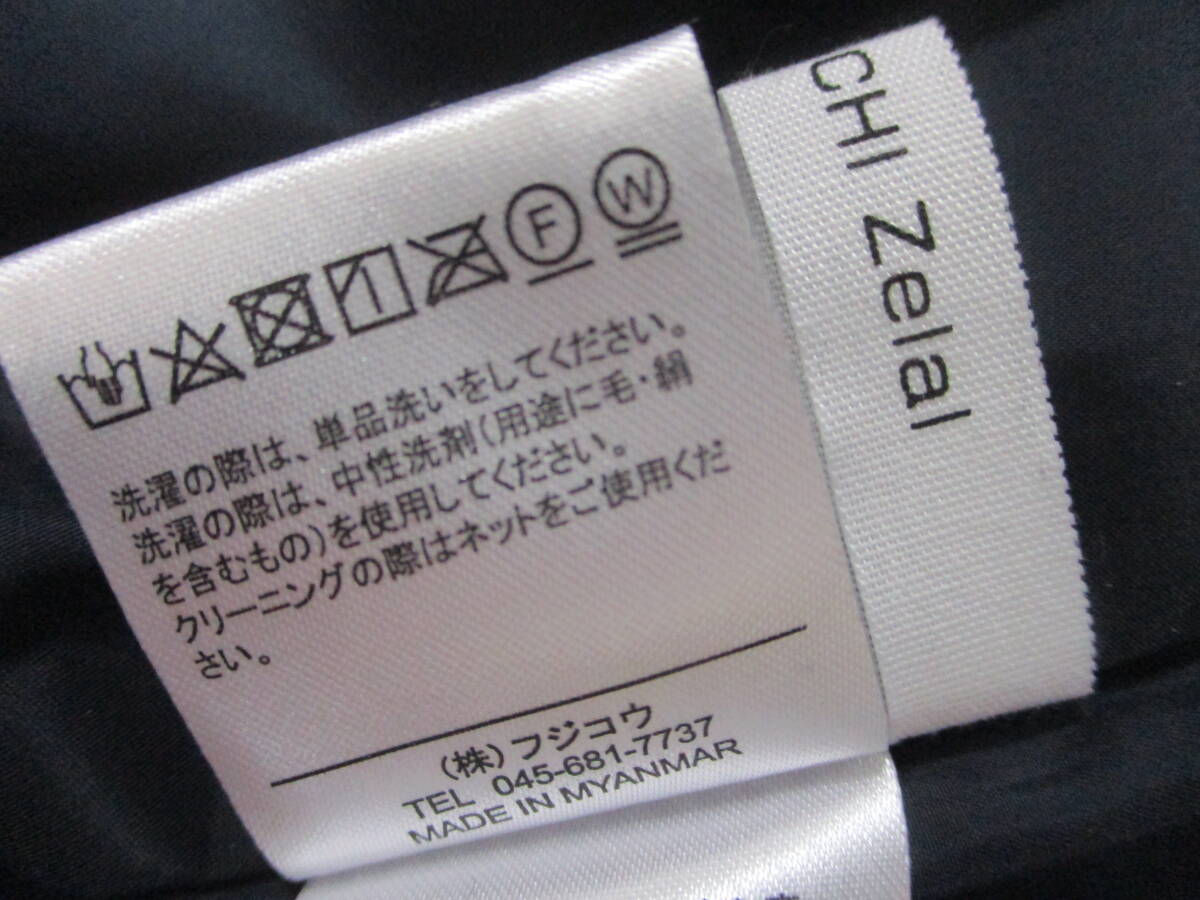 F W
洗濯の際は、単品洗いをしてください。
洗濯の際は、中性洗剤(用途に毛・絹
を含むもの)を使用してください。
クリーニングの際はネットをご使用くだ
さい。
(株)フジコウ
TEL 045-681-7737
MADE IN MYANMAR
CHI Zelal